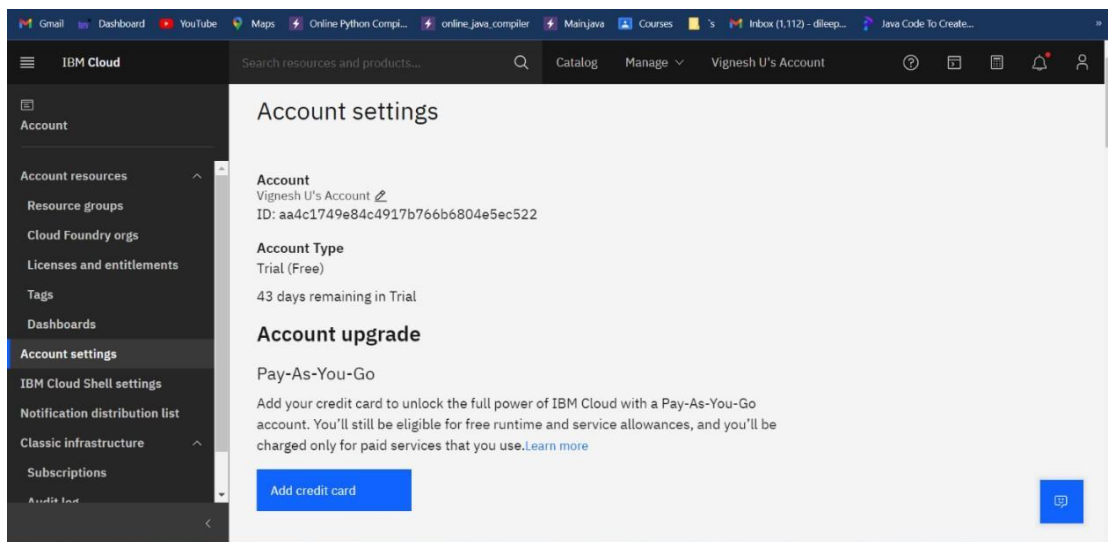 Gmail Dashboard YouTube Maps Online Python Compi... online_java_compiler Main.java Courses 's Inbox (1,112) - dileep... Java Code To Create... »
IBM Cloud Search resources and products... Catalog Manage Vignesh U's Account
Account
Account resources
Resource groups
Cloud Foundry orgs
Licenses and entitlements
Tags
Dashboards
Account settings
IBM Cloud Shell settings
Notification distribution list
Classic infrastructure
Subscriptions
Audit log
Account settings
Account
Vignesh U's Account
ID: aa4c1749e84c4917b766b6804e5ec522
Account Type
Trial (Free)
43 days remaining in Trial
Account upgrade
Pay-As-You-Go
Add your credit card to unlock the full power of IBM Cloud with a Pay-As-You-Go
account. You'll still be eligible for free runtime and service allowances, and you'll be
charged only for paid services that you use.Learn more
Add credit card